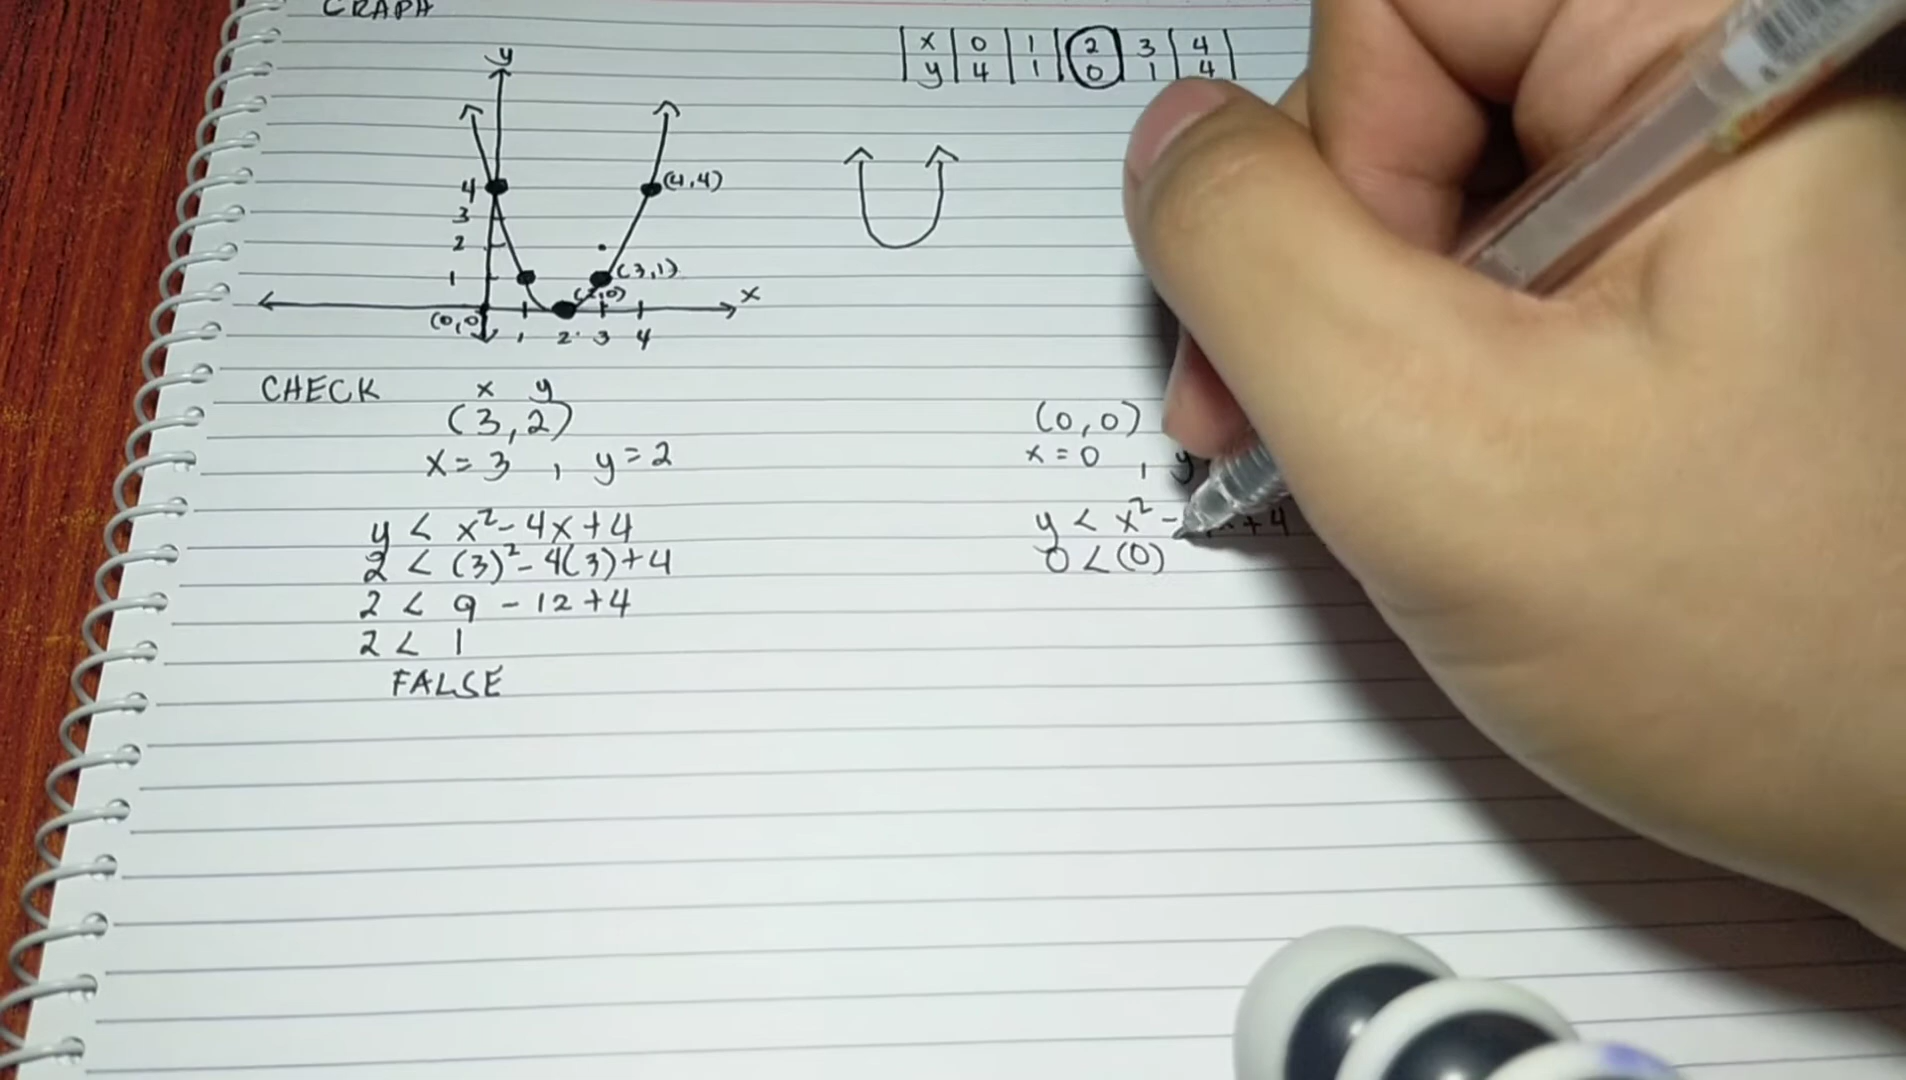 GRAPH
x 0 1 2 3 4
y 4 1 0 1 4
y
4
(4,4)
3
2
1
(3,1)
(2,0)
x
(0,0)
1 2 3 4
CHECK
x y
(3,2)
x = 3 , y = 2
y < x² - 4x + 4
2 < (3)² - 4(3) + 4
2 < 9 - 12 + 4
2 < 1
FALSE
(0,0)
x = 0 , y
y < x² - x + 4
0 < (0)